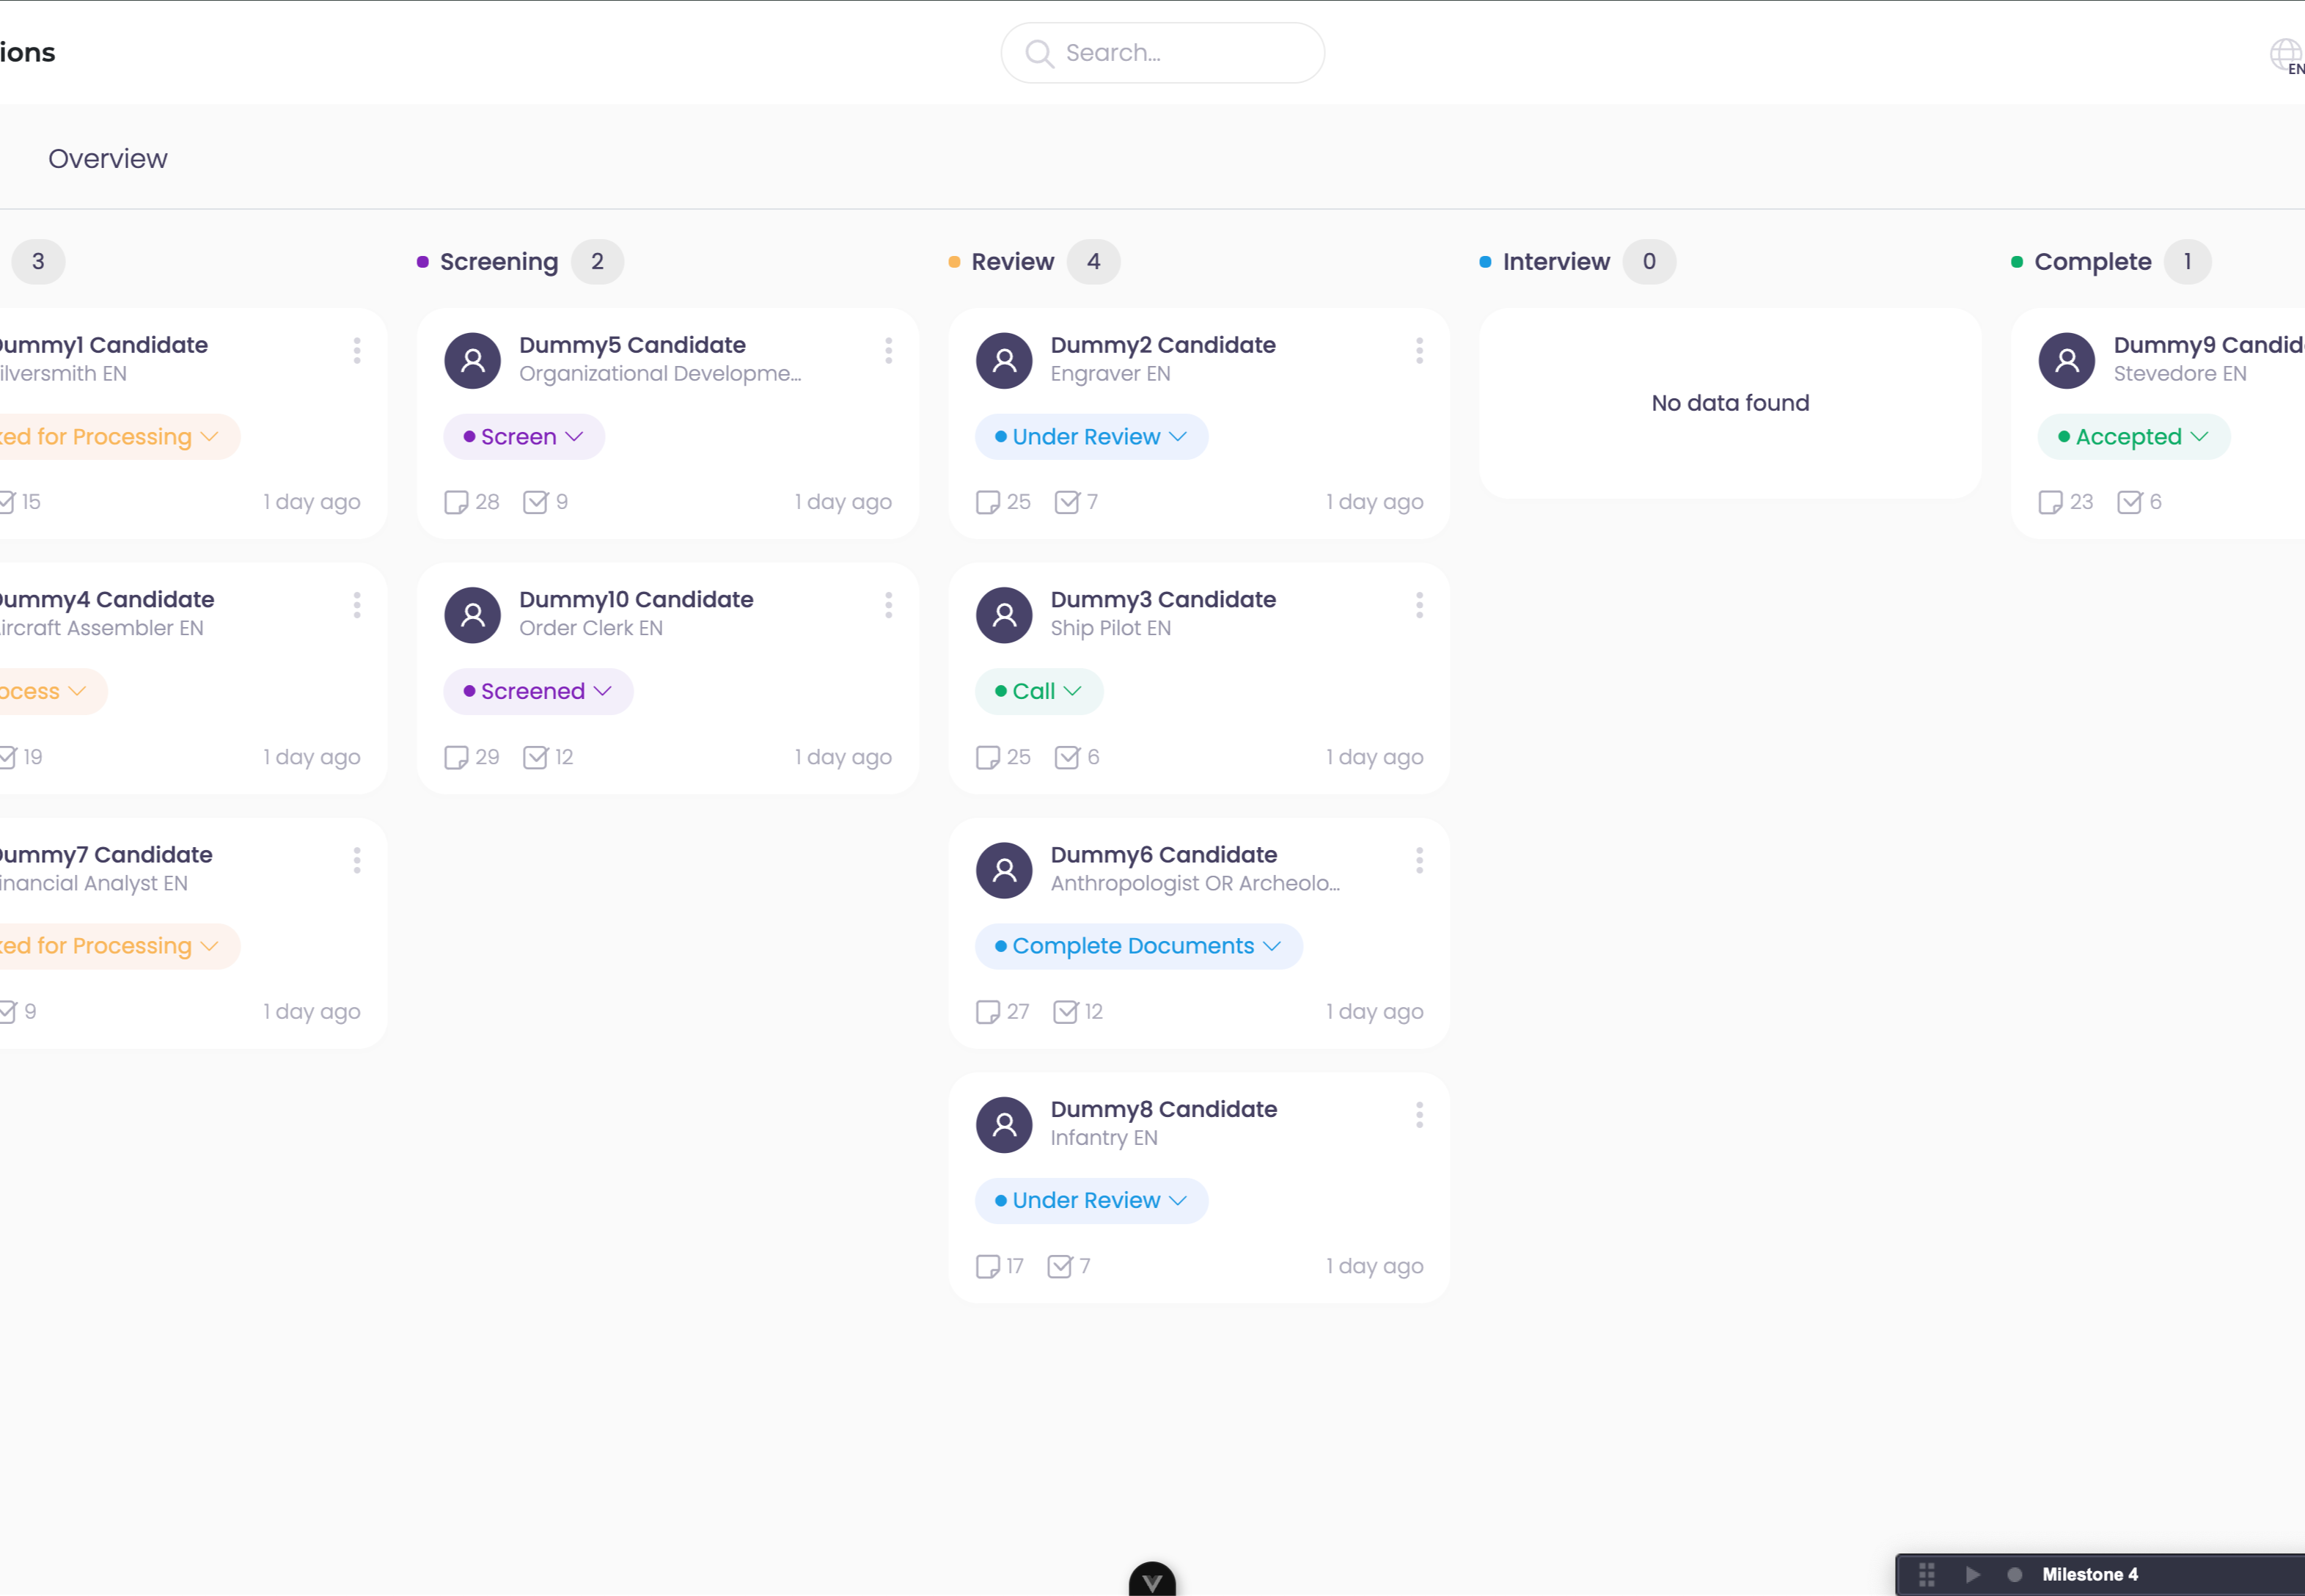 ions
Search...
EN
Overview
3
Screening 2
Review 4
Interview 0
Complete 1
Dummy1 Candidate
ilversmith EN
ked for Processing
15 1 day ago
Dummy4 Candidate
ircraft Assembler EN
ocess
19 1 day ago
Dummy7 Candidate
inancial Analyst EN
ked for Processing
9 1 day ago
Dummy5 Candidate
Organizational Developme...
Screen
28 9 1 day ago
Dummy10 Candidate
Order Clerk EN
Screened
29 12 1 day ago
Dummy2 Candidate
Engraver EN
Under Review
25 7 1 day ago
Dummy3 Candidate
Ship Pilot EN
Call
25 6 1 day ago
Dummy6 Candidate
Anthropologist OR Archeolo...
Complete Documents
27 12 1 day ago
Dummy8 Candidate
Infantry EN
Under Review
17 7 1 day ago
No data found
Dummy9 Candid
Stevedore EN
Accepted
23 6
Milestone 4